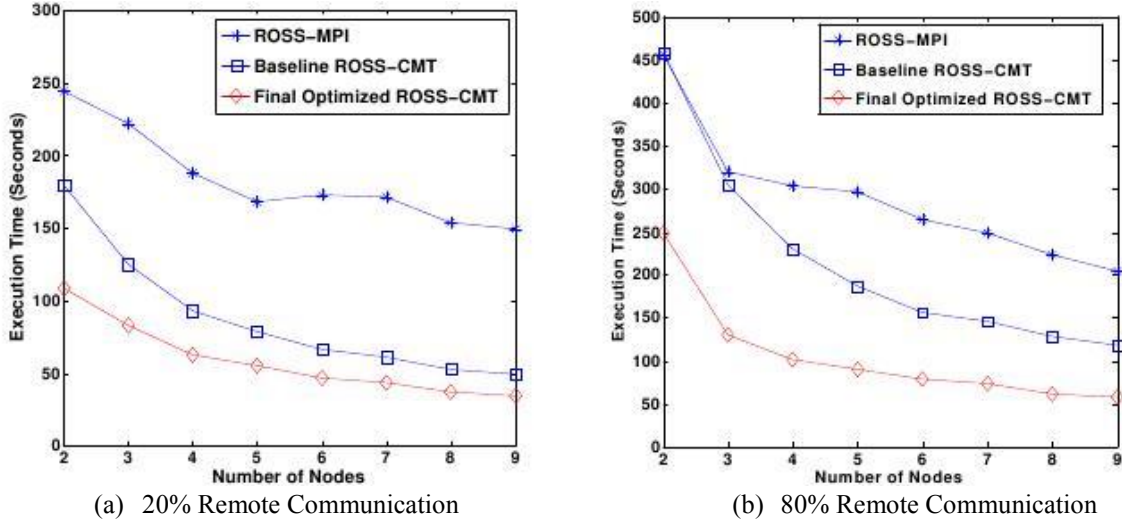 300
250
200
150
100
50
0
Execution Time (Seconds)
ROSS-MPI
Baseline ROSS-CMT
Final Optimized ROSS-CMT
2 3 4 5 6 7 8 9
Number of Nodes
(a) 20% Remote Communication
450
400
350
300
250
200
150
100
50
0
Execution Time (Seconds)
ROSS-MPI
Baseline ROSS-CMT
Final Optimized ROSS-CMT
2 3 4 5 6 7 8 9
Number of Nodes
(b) 80% Remote Communication